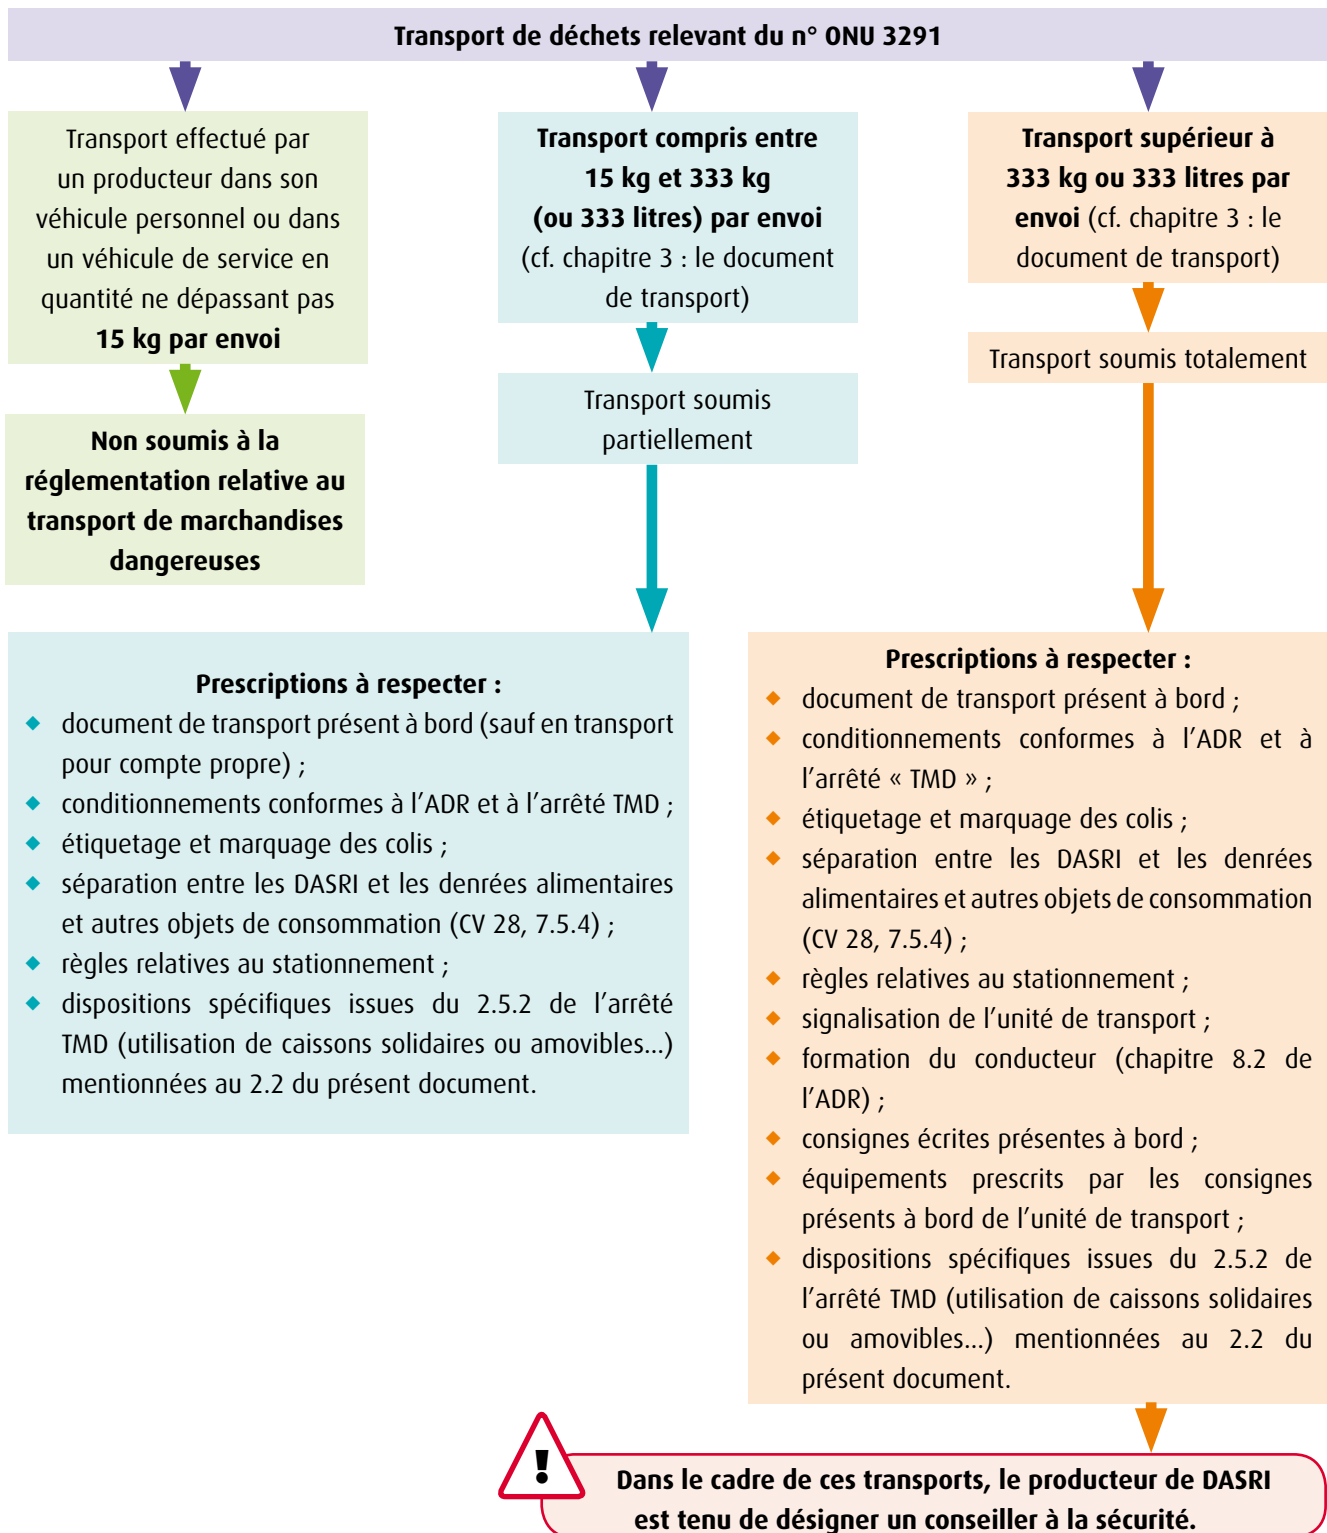 Transport de déchets relevant du n° ONU 3291
Transport effectué par
un producteur dans son
véhicule personnel ou dans
un véhicule de service en
quantité ne dépassant pas
15 kg par envoi
Non soumis à la
réglementation relative au
transport de marchandises
dangereuses
Transport compris entre
15 kg et 333 kg
(ou 333 litres) par envoi
(cf. chapitre 3 : le document
de transport)
Transport soumis
partiellement
Transport supérieur à
333 kg ou 333 litres par
envoi (cf. chapitre 3 : le
document de transport)
Transport soumis totalement
Prescriptions à respecter :
◆ document de transport présent à bord (sauf en transport
pour compte propre) ;
◆ conditionnements conformes à l'ADR et à l'arrêté TMD ;
◆ étiquetage et marquage des colis ;
◆ séparation entre les DASRI et les denrées alimentaires
et autres objets de consommation (CV 28, 7.5.4) ;
◆ règles relatives au stationnement ;
◆ dispositions spécifiques issues du 2.5.2 de l'arrêté
TMD (utilisation de caissons solidaires ou amovibles...)
mentionnées au 2.2 du présent document.
Prescriptions à respecter :
◆ document de transport présent à bord ;
◆ conditionnements conformes à l'ADR et à
l'arrêté « TMD » ;
◆ étiquetage et marquage des colis ;
◆ séparation entre les DASRI et les denrées
alimentaires et autres objets de consommation
(CV 28, 7.5.4) ;
◆ règles relatives au stationnement ;
◆ signalisation de l'unité de transport ;
◆ formation du conducteur (chapitre 8.2 de
l'ADR) ;
◆ consignes écrites présentes à bord ;
◆ équipements prescrits par les consignes
présents à bord de l'unité de transport ;
◆ dispositions spécifiques issues du 2.5.2 de
l'arrêté TMD (utilisation de caissons solidaires
ou amovibles...) mentionnées au 2.2 du
présent document.
!
Dans le cadre de ces transports, le producteur de DASRI
est tenu de désigner un conseiller à la sécurité.